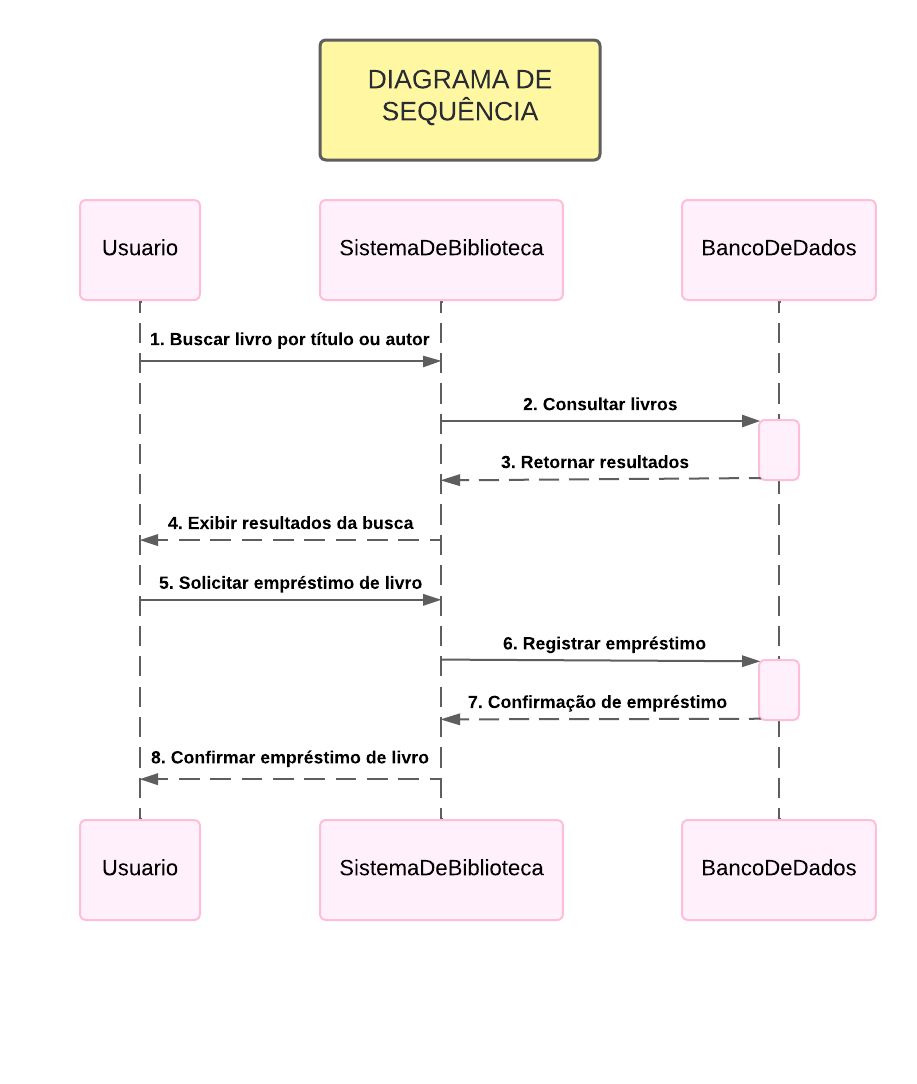 DIAGRAMA DE
SEQUÊNCIA
Usuario
SistemaDeBiblioteca
BancoDeDados
1. Buscar livro por título ou autor
2. Consultar livros
3. Retornar resultados
4. Exibir resultados da busca
5. Solicitar empréstimo de livro
6. Registrar empréstimo
7. Confirmação de empréstimo
8. Confirmar empréstimo de livro
Usuario
SistemaDeBiblioteca
BancoDeDados